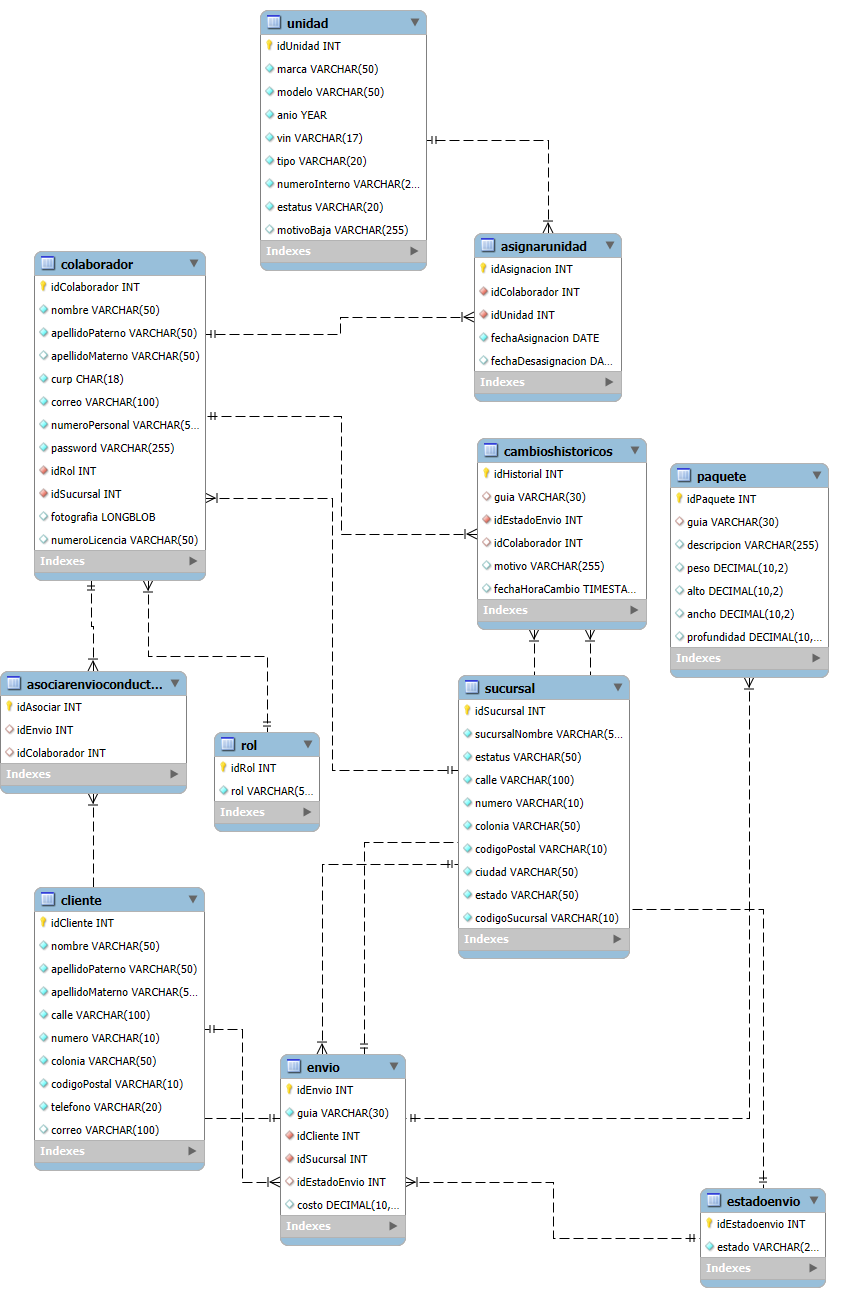 unidad
idUnidad INT
marca VARCHAR(50)
modelo VARCHAR(50)
anio YEAR
vin VARCHAR(17)
tipo VARCHAR(20)
numeroInterno VARCHAR(2...
estatus VARCHAR(20)
motivoBaja VARCHAR(255)
Indexes
asignarunidad
idAsignacion INT
idColaborador INT
idUnidad INT
fechaAsignacion DATE
fechaDesasignacion DA...
Indexes
colaborador
idColaborador INT
nombre VARCHAR(50)
apellidoPaterno VARCHAR(50)
apellidoMaterno VARCHAR(50)
curp CHAR(18)
correo VARCHAR(100)
numeroPersonal VARCHAR(5...
password VARCHAR(255)
idRol INT
idSucursal INT
fotografia LONGBLOB
numeroLicencia VARCHAR(50)
Indexes
cambioshistoricos
idHistorial INT
guia VARCHAR(30)
idEstadoEnvio INT
idColaborador INT
motivo VARCHAR(255)
fechaHoraCambio TIMESTA...
Indexes
paquete
idPaquete INT
guia VARCHAR(30)
descripcion VARCHAR(255)
peso DECIMAL(10,2)
alto DECIMAL(10,2)
ancho DECIMAL(10,2)
profundidad DECIMAL(10,...
Indexes
asociarenvioconduct...
idAsociar INT
idEnvio INT
idColaborador INT
Indexes
rol
idRol INT
rol VARCHAR(5...
Indexes
sucursal
idSucursal INT
sucursalNombre VARCHAR(5...
estatus VARCHAR(50)
calle VARCHAR(100)
numero VARCHAR(10)
colonia VARCHAR(50)
codigoPostal VARCHAR(10)
ciudad VARCHAR(50)
estado VARCHAR(50)
codigoSucursal VARCHAR(10)
Indexes
cliente
idCliente INT
nombre VARCHAR(50)
apellidoPaterno VARCHAR(50)
apellidoMaterno VARCHAR(5...
calle VARCHAR(100)
numero VARCHAR(10)
colonia VARCHAR(50)
codigoPostal VARCHAR(10)
telefono VARCHAR(20)
correo VARCHAR(100)
Indexes
envio
idEnvio INT
guia VARCHAR(30)
idCliente INT
idSucursal INT
idEstadoEnvio INT
costo DECIMAL(10,...
Indexes
estadoenvio
idEstadoenvio INT
estado VARCHAR(2...
Indexes